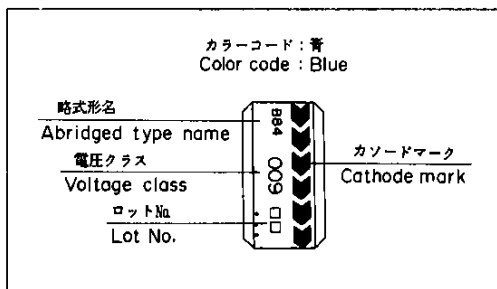 カラーコード : 青
Color code : Blue
略式形名
Abridged type name
電圧クラス
Voltage class
ロット№
Lot No.
B84
009
□□
カソードマーク
Cathode mark